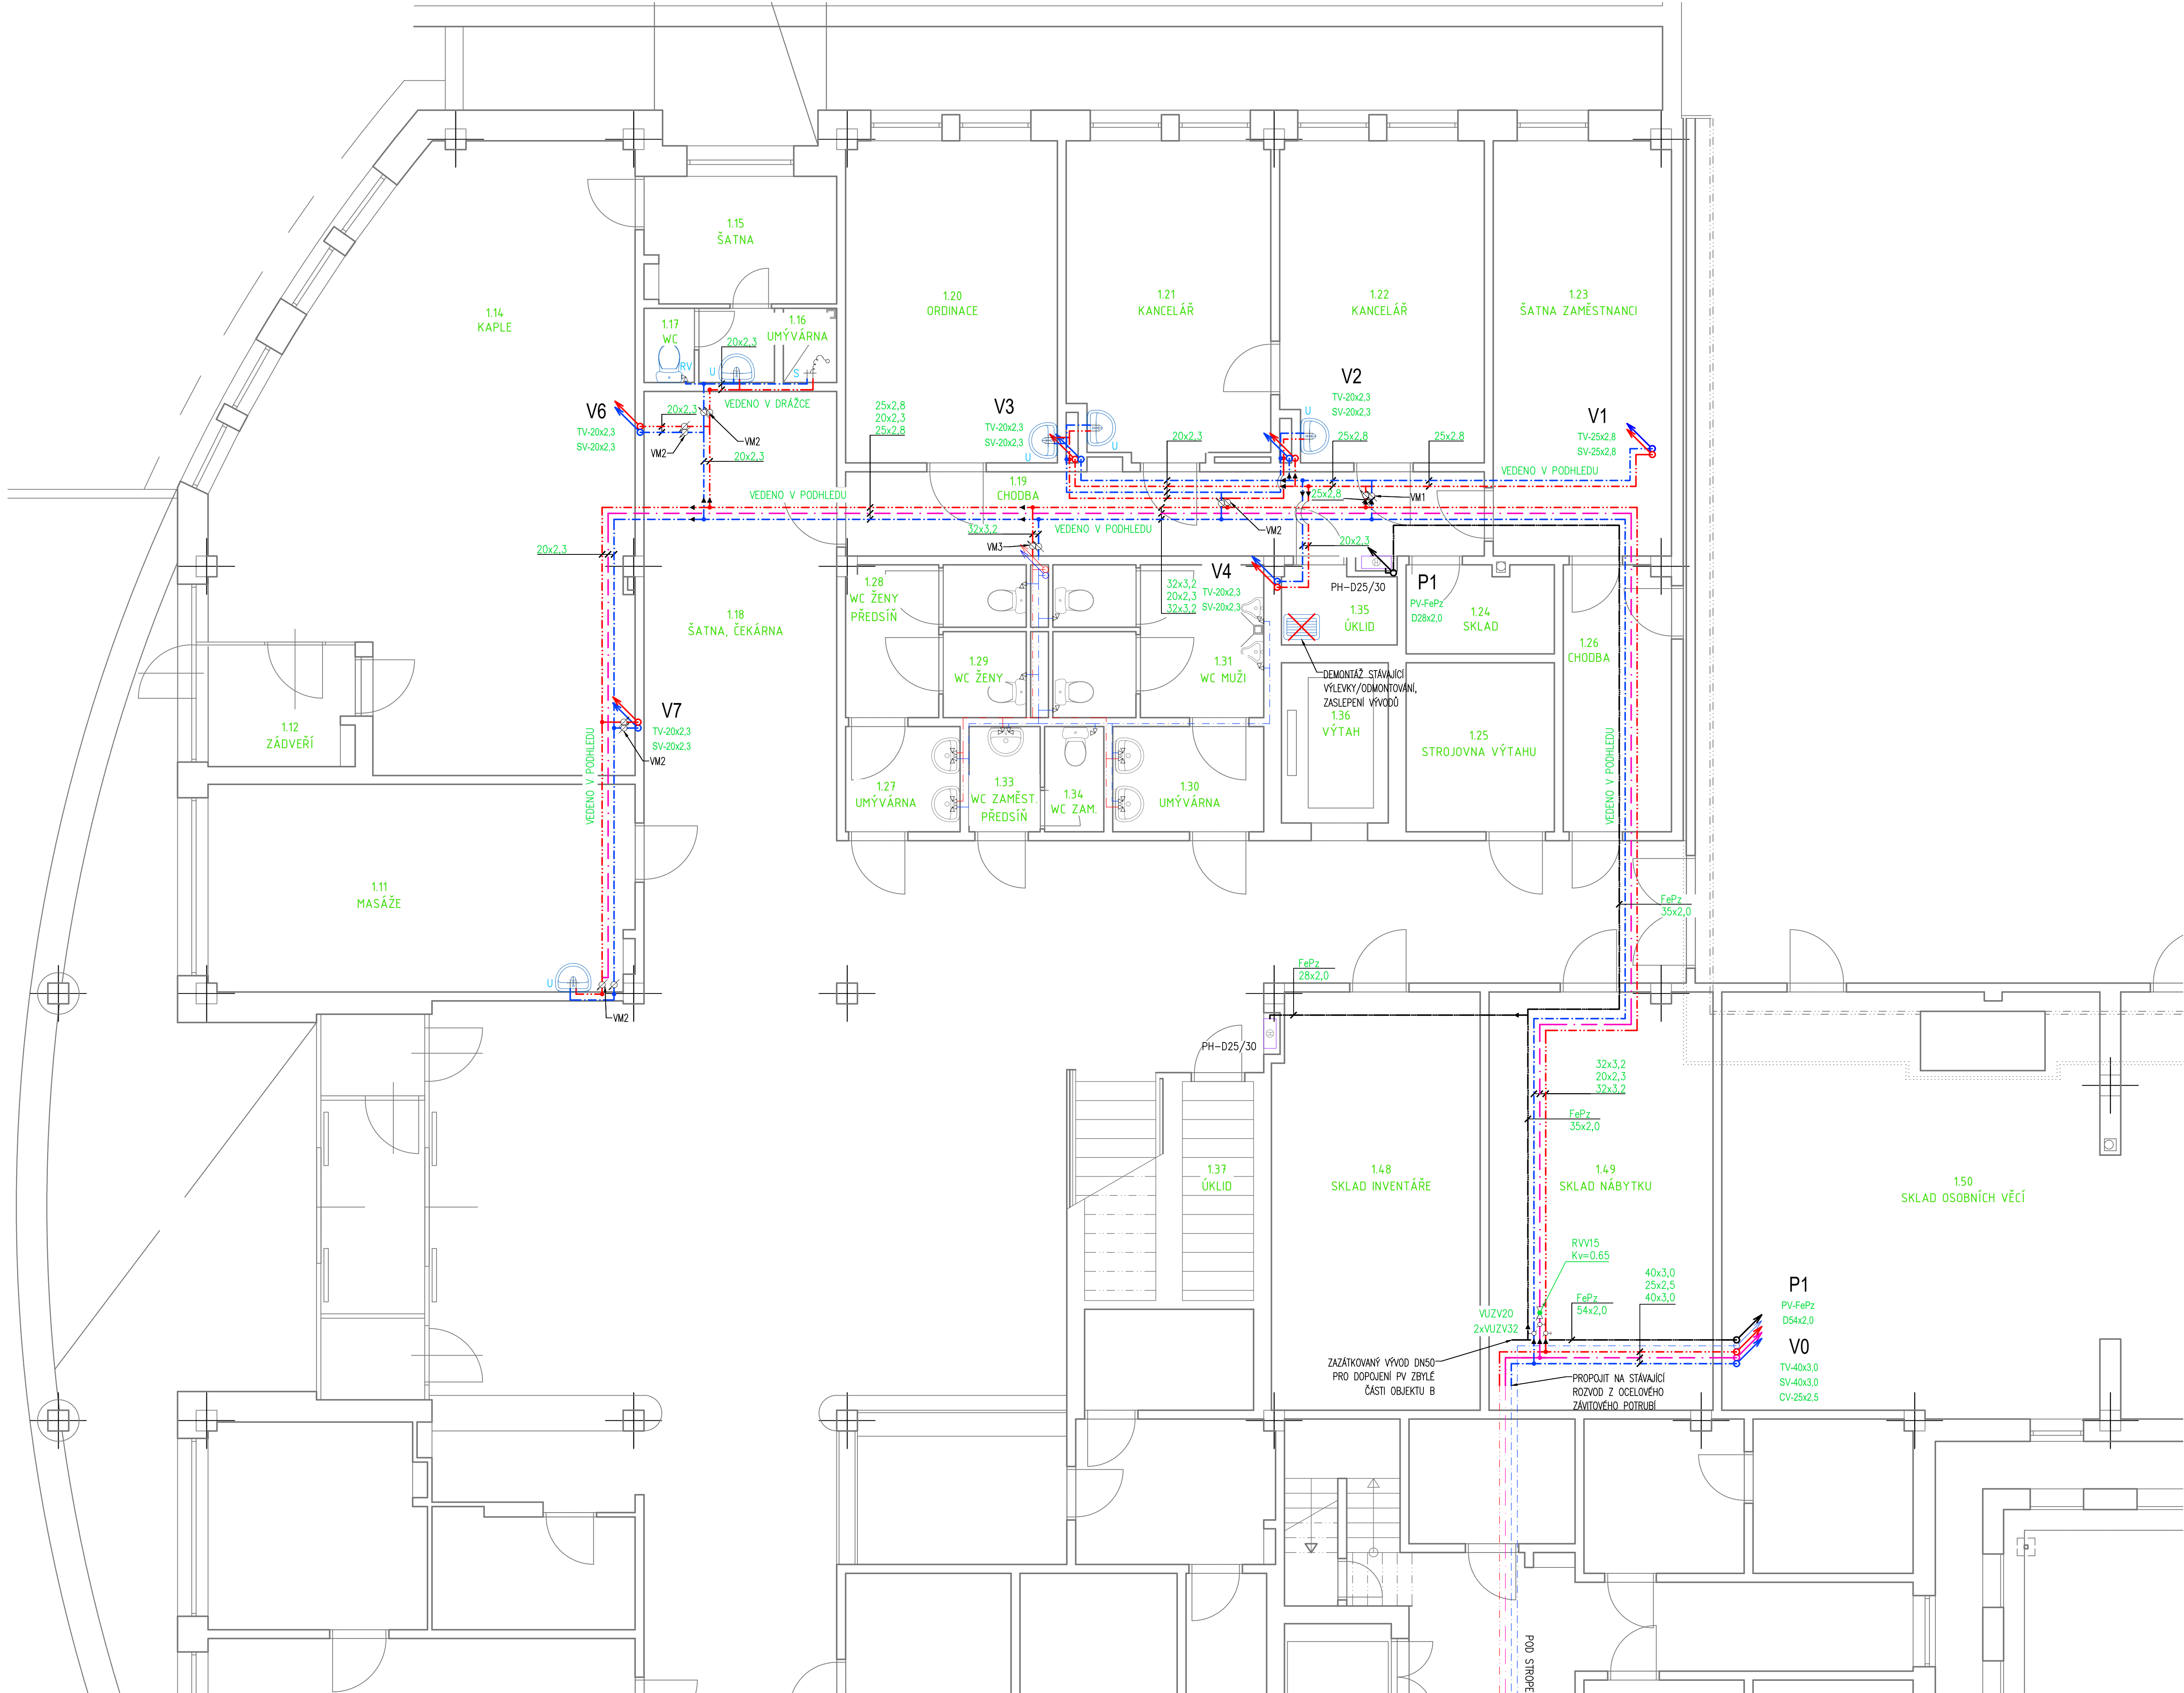 1.15
ŠATNA
1.14
KAPLE
1.17
WC
1.16
UMÝVÁRNA
20x2,3
RV
U
S
VEDENO V DRÁŽCE
1.20
ORDINACE
1.21
KANCELÁŘ
1.22
KANCELÁŘ
1.23
ŠATNA ZAMĚSTNANCI
V6
TV-20x2,3
SV-20x2,3
20x2,3
VM2
VM2
20x2,3
25x2,8
20x2,3
25x2,8
V3
TV-20x2,3
SV-20x2,3
U
U
20x2,3
V2
TV-20x2,3
SV-20x2,3
U
25x2,8
25x2,8
V1
TV-25x2,8
SV-25x2,8
VEDENO V PODHLEDU
VEDENO V PODHLEDU
1.19
CHODBA
25x2,8
VM1
VEDENO V PODHLEDU
VM2
32x3,2
VM3
20x2,3
20x2,3
1.28
WC ŽENY
PŘEDSÍŇ
32x3,2
20x2,3
32x3,2
V4
TV-20x2,3
SV-20x2,3
PH-D25/30
P1
PV-FePz
D28x2,0
1.35
ÚKLID
1.24
SKLAD
1.26
CHODBA
1.18
ŠATNA, ČEKÁRNA
1.29
WC ŽENY
1.31
WC MUŽI
DEMONTÁŽ STÁVAJÍCÍ
VÝLEVKY/ODMONTOVÁNÍ,
ZASLEPENÍ VÝVODŮ
1.36
VÝTAH
1.25
STROJOVNA VÝTAHU
V7
TV-20x2,3
SV-20x2,3
VM2
VEDENO V PODHLEDU
VEDENO V PODHLEDU
1.12
ZÁDVEŘÍ
1.27
UMÝVÁRNA
1.33
WC ZAMĚST.
PŘEDSÍŇ
1.34
WC ZAM.
1.30
UMÝVÁRNA
1.11
MASÁŽE
FePz
35x2,0
U
VM2
FePz
28x2,0
PH-D25/30
32x3,2
20x2,3
32x3,2
FePz
35x2,0
1.37
ÚKLID
1.48
SKLAD INVENTÁŘE
1.49
SKLAD NÁBYTKU
1.50
SKLAD OSOBNÍCH VĚCÍ
RVV15
Kv=0.65
40x3,0
25x2,5
40x3,0
FePz
54x2,0
VUZV20
2xVUZV32
P1
PV-FePz
D54x2,0
V0
TV-40x3,0
SV-40x3,0
CV-25x2,5
ZAZÁTKOVANÝ VÝVOD DN50
PRO DOPOJENÍ PV ZBYLÉ
ČÁSTI OBJEKTU B
PROPOJIT NA STÁVAJÍCÍ
ROZVOD Z OCELOVÉHO
ZÁVITOVÉHO POTRUBÍ
POD STROPE